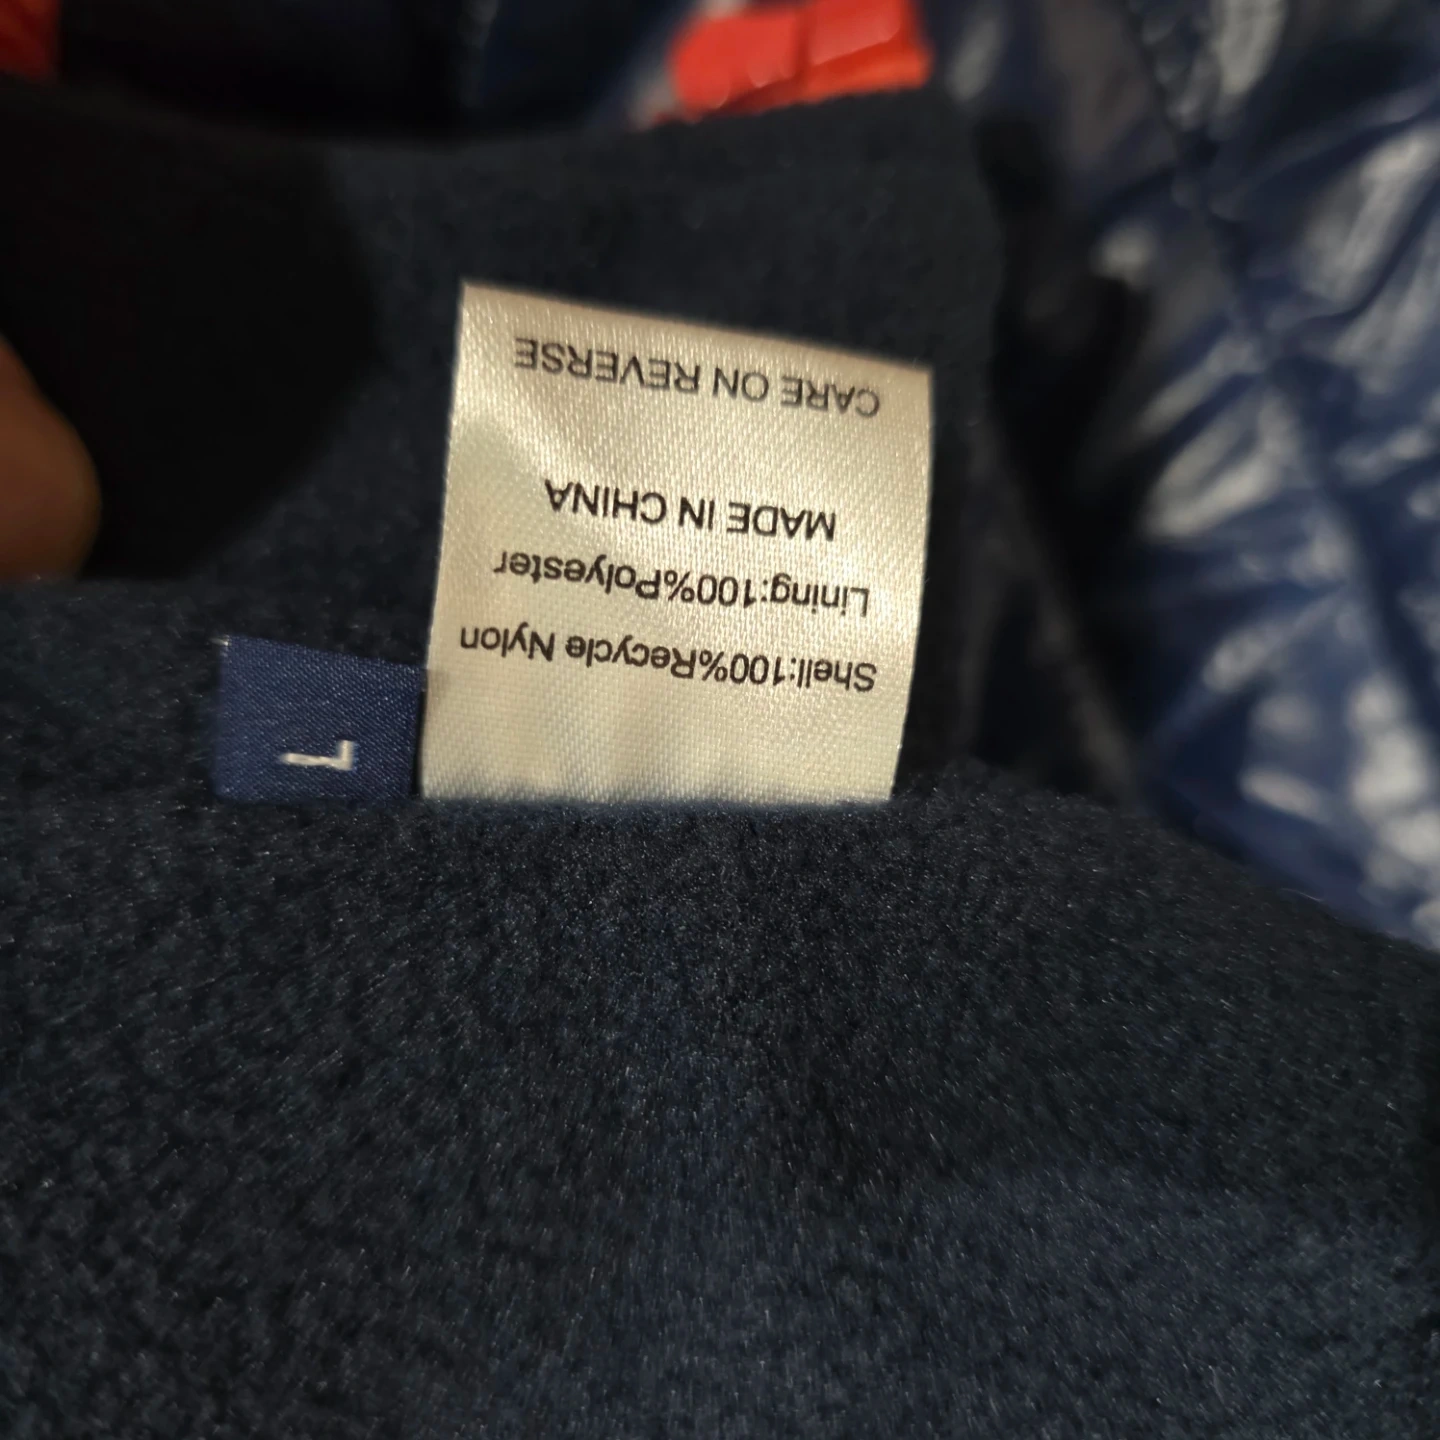 L
Shell:100%Recycle Nylon
Lining:100%Polyester
MADE IN CHINA
CARE ON REVERSE